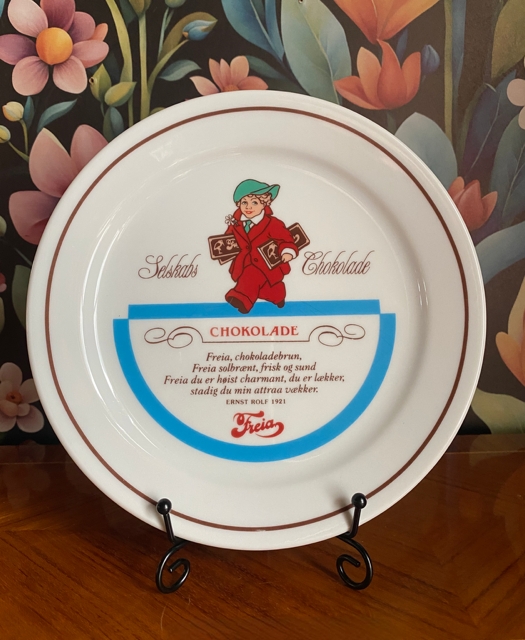 Selskabs Chokolade
CHOKOLADE
Freia, chokoladebrun,
Freia solbrænt, frisk og sund
Freia du er høist charmant, du er lækker,
stadig du min attraa vækker.
ERNST ROLF 1921
Freia